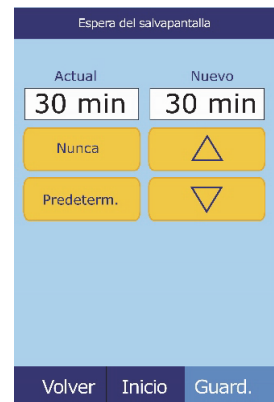 Espera del salvapantalla
Actual Nuevo
30 min 30 min
Nunca
Predeterm.
Volver Inicio Guard.